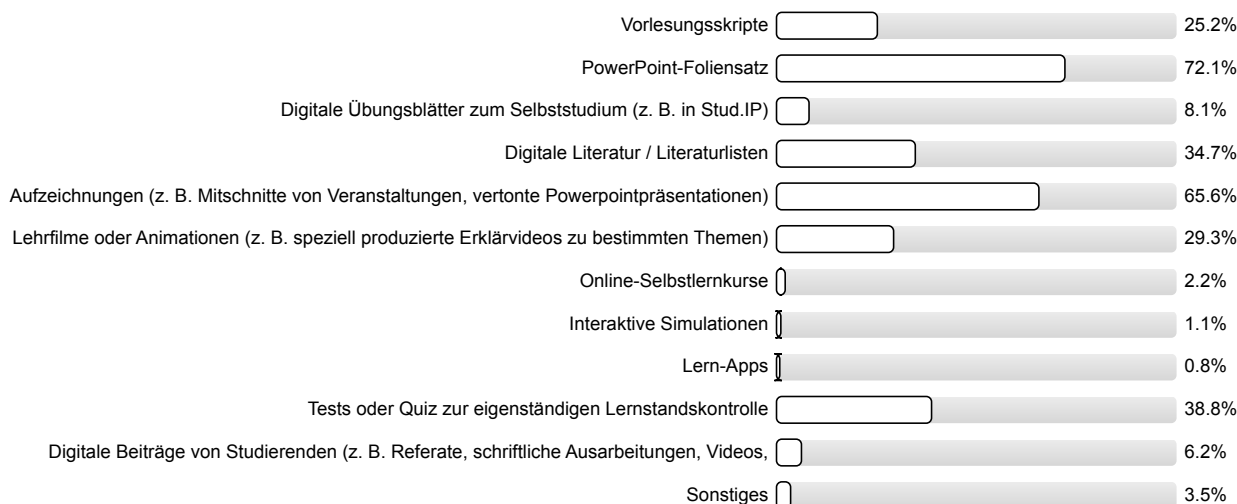 Vorlesungsskripte 25.2%
PowerPoint-Foliensatz 72.1%
Digitale Übungsblätter zum Selbststudium (z. B. in Stud.IP) 8.1%
Digitale Literatur / Literaturlisten 34.7%
Aufzeichnungen (z. B. Mitschnitte von Veranstaltungen, vertonte Powerpointpräsentationen) 65.6%
Lehrfilme oder Animationen (z. B. speziell produzierte Erklärvideos zu bestimmten Themen) 29.3%
Online-Selbstlernkurse 2.2%
Interaktive Simulationen 1.1%
Lern-Apps 0.8%
Tests oder Quiz zur eigenständigen Lernstandskontrolle 38.8%
Digitale Beiträge von Studierenden (z. B. Referate, schriftliche Ausarbeitungen, Videos, 6.2%
Sonstiges 3.5%